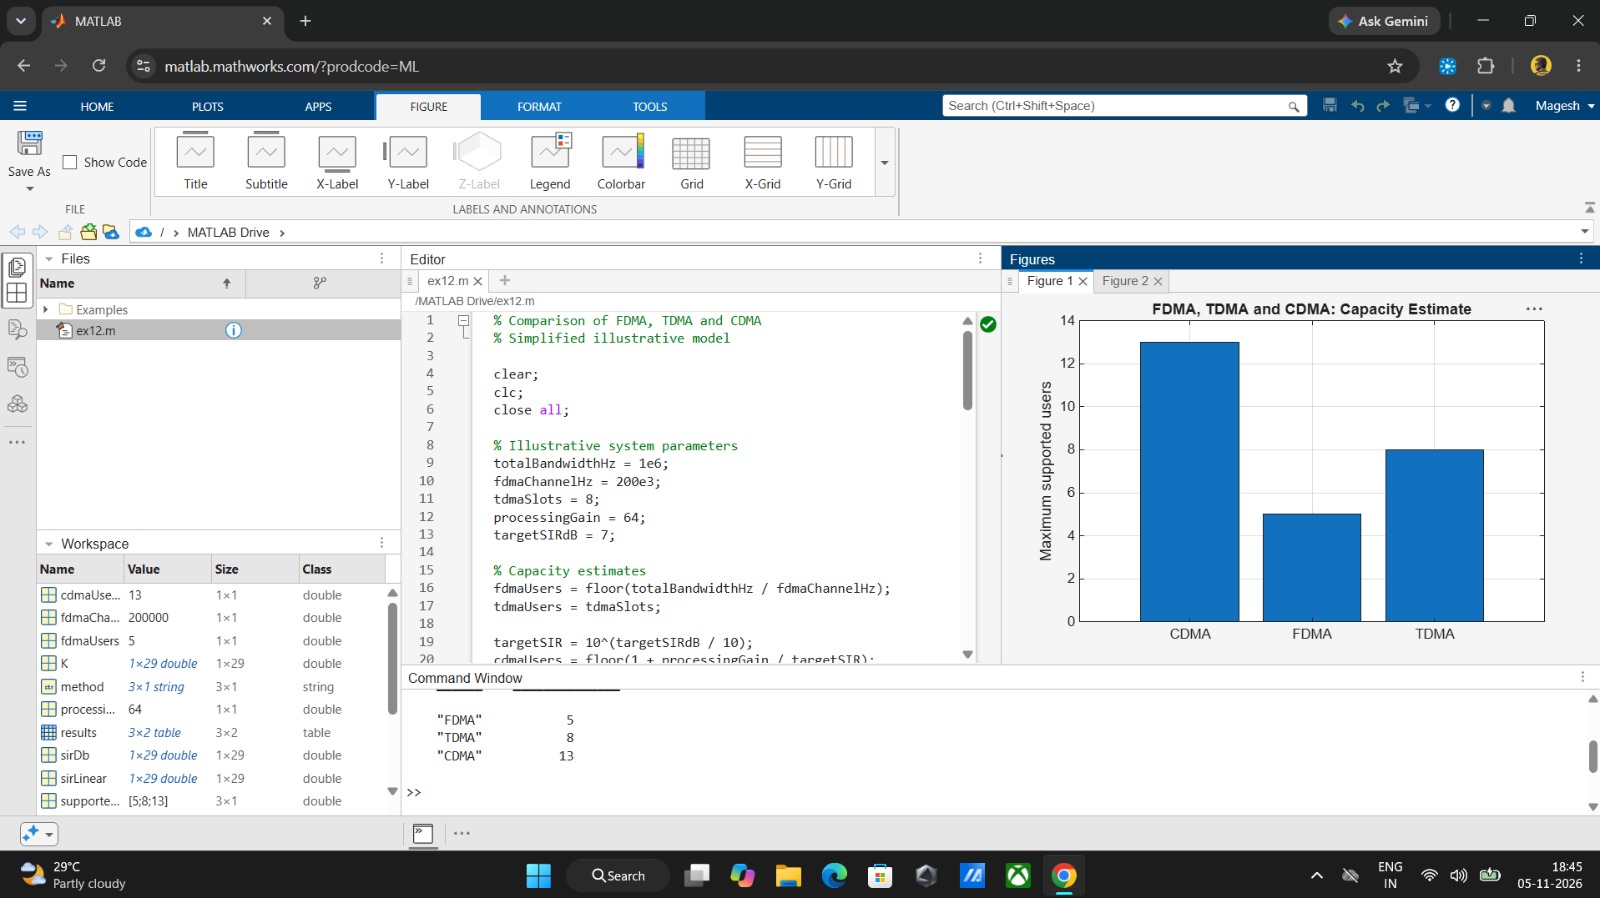 MATLAB
Ask Gemini
matlab.mathworks.com/?prodcode=ML
HOME PLOTS APPS FIGURE FORMAT TOOLS
Search (Ctrl+Shift+Space)
Magesh
Save As
Show Code
FILE
Title Subtitle X-Label Y-Label Z-Label Legend Colorbar Grid X-Grid Y-Grid
LABELS AND ANNOTATIONS
/ › MATLAB Drive ›
Files
Name
Examples
ex12.m
Workspace
Name Value Size Class
cdmaUse... 13 1×1 double
fdmaCha... 200000 1×1 double
fdmaUsers 5 1×1 double
K 1×29 double 1×29 double
method 3×1 string 3×1 string
processi... 64 1×1 double
results 3×2 table 3×2 table
sirDb 1×29 double 1×29 double
sirLinear 1×29 double 1×29 double
supporte... [5;8;13] 3×1 double
Editor
ex12.m
/MATLAB Drive/ex12.m
1 % Comparison of FDMA, TDMA and CDMA
2 % Simplified illustrative model
3
4 clear;
5 clc;
6 close all;
7
8 % Illustrative system parameters
9 totalBandwidthHz = 1e6;
10 fdmaChannelHz = 200e3;
11 tdmaSlots = 8;
12 processingGain = 64;
13 targetSIRdB = 7;
14
15 % Capacity estimates
16 fdmaUsers = floor(totalBandwidthHz / fdmaChannelHz);
17 tdmaUsers = tdmaSlots;
18
19 targetSIR = 10^(targetSIRdB / 10);
20 cdmaUsers = floor(1 + processingGain / targetSIR);
Figures
Figure 1 Figure 2
FDMA, TDMA and CDMA: Capacity Estimate
Maximum supported users
14
12
10
8
6
4
2
0
CDMA FDMA TDMA
Command Window
"FDMA" 5
"TDMA" 8
"CDMA" 13
>>
29°C
Partly cloudy
Search
ENG
IN
18:45
05-11-2026